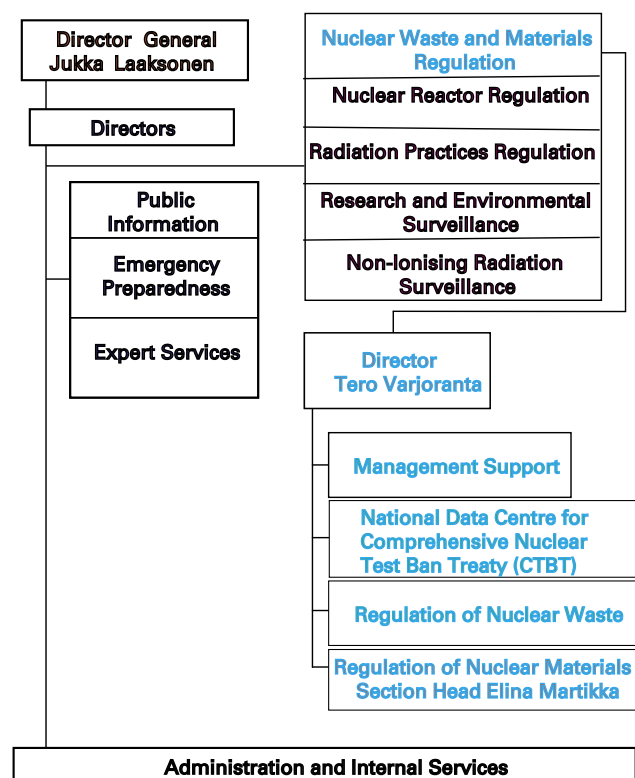 Director General
Jukka Laaksonen
Directors
Public
Information
Emergency
Preparedness
Expert Services
Nuclear Waste and Materials
Regulation
Nuclear Reactor Regulation
Radiation Practices Regulation
Research and Environmental
Surveillance
Non-Ionising Radiation
Surveillance
Director
Tero Varjoranta
Management Support
National Data Centre for
Comprehensive Nuclear
Test Ban Treaty (CTBT)
Regulation of Nuclear Waste
Regulation of Nuclear Materials
Section Head Elina Martikka
Administration and Internal Services